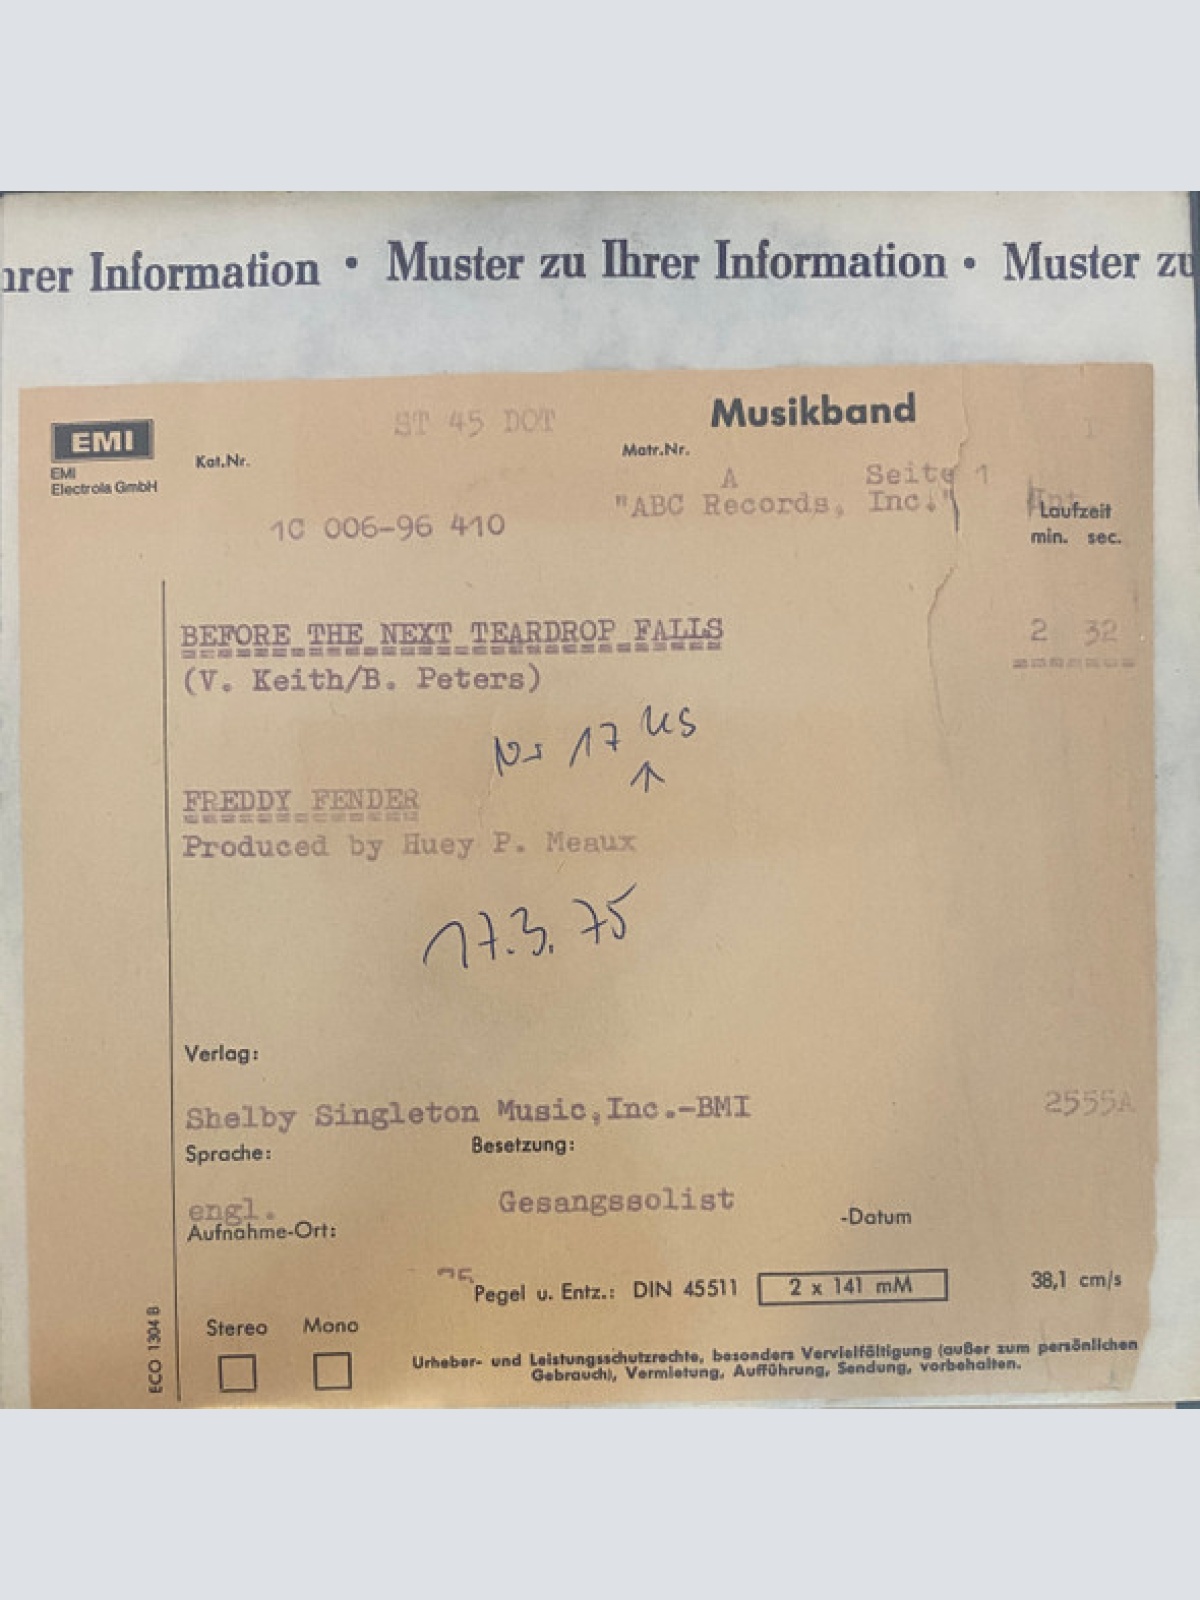 Information • Muster zu Ihrer Information • Muster zu
EMI
EMI
Electrola GmbH
ST 45 DOT
Musikband
Kat.Nr.
Matr.Nr.
A Seite 1
"ABC Records, Inc."
1C 006-96 410
Laufzeit
min. sec.
BEFORE THE NEXT TEARDROP FALLS
2 32
(V. Keith/B. Peters)
Nr 17 US
↑
FREDDY FENDER
Produced by Huey P. Meaux
17.3.75
Verlag:
Shelby Singleton Music,Inc.-BMI
2555A
Sprache:
Besetzung:
engl.
Gesangssolist
Aufnahme-Ort:
-Datum
Pegel u. Entz.: DIN 45511 2 x 141 mM 38,1 cm/s
Stereo Mono
ECO 1304 B
Urheber- und Leistungsschutzrechte, besonders Vervielfältigung (außer zum persönlichen
Gebrauch), Vermietung, Aufführung, Sendung, vorbehalten.